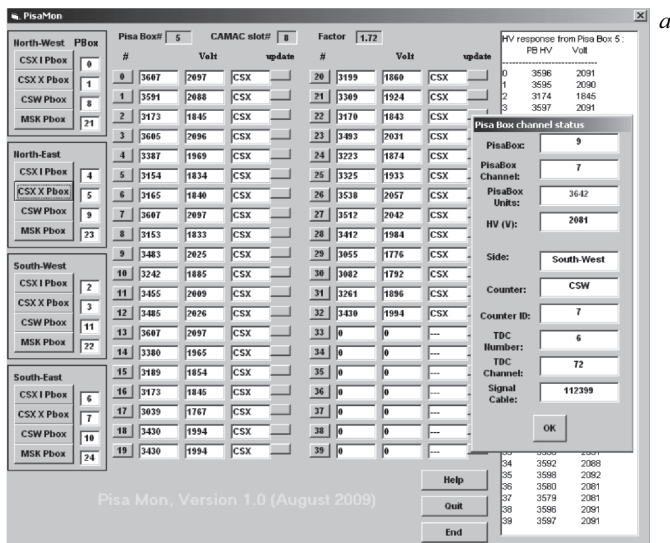 PisaMon
a
Pisa Box# 5 CAMAC slot# 8 Factor 1.72
North-West PBox
CSX I Pbox 0
CSX X Pbox 1
CSW Pbox 8
MSK Pbox 21
North-East
CSX I Pbox 4
CSX X Pbox 5
CSW Pbox 9
MSK Pbox 23
South-West
CSX I Pbox 2
CSX X Pbox 3
CSW Pbox 11
MSK Pbox 22
South-East
CSX I Pbox 6
CSX X Pbox 7
CSW Pbox 10
MSK Pbox 24
# Volt update
0 3607 2097 CSX
1 3591 2088 CSX
2 3173 1845 CSX
3 3605 2096 CSX
4 3387 1969 CSX
5 3154 1834 CSX
6 3165 1840 CSX
7 3607 2097 CSX
8 3153 1833 CSX
9 3483 2025 CSX
10 3242 1885 CSX
11 3455 2009 CSX
12 3485 2026 CSX
13 3607 2097 CSX
14 3380 1965 CSX
15 3189 1854 CSX
16 3173 1845 CSX
17 3039 1767 CSX
18 3430 1994 CSX
19 3430 1994 CSX
# Volt update
20 3199 1860 CSX
21 3309 1924 CSX
22 3170 1843 CSX
23 3493 2031 CSX
24 3223 1874 CSX
25 3325 1933 CSX
26 3538 2057 CSX
27 3512 2042 CSX
28 3412 1984 CSX
29 3055 1776 CSX
30 3082 1792 CSX
31 3261 1896 CSX
32 3430 1994 CSX
33 0 0 ---
34 0 0 ---
35 0 0 ---
36 0 0 ---
37 0 0 ---
38 0 0 ---
39 0 0 ---
Pisa Mon, Version 1.0 (August 2009)
Help
Quit
End
HV response from Pisa Box 5 :
PB HV Volt
----------------------------
0 3596 2091
1 3595 2090
2 3174 1845
3 3597 2091
Pisa Box channel status
PisaBox: 9
PisaBox
Channel: 7
PisaBox
Units: 3642
HV (V): 2081
Side: South-West
Counter: CSW
Counter ID: 7
TDC
Number: 6
TDC
Channel: 72
Signal
Cable: 112399
OK
34 3592 2088
35 3598 2092
36 3580 2081
37 3579 2081
38 3596 2091
39 3597 2091